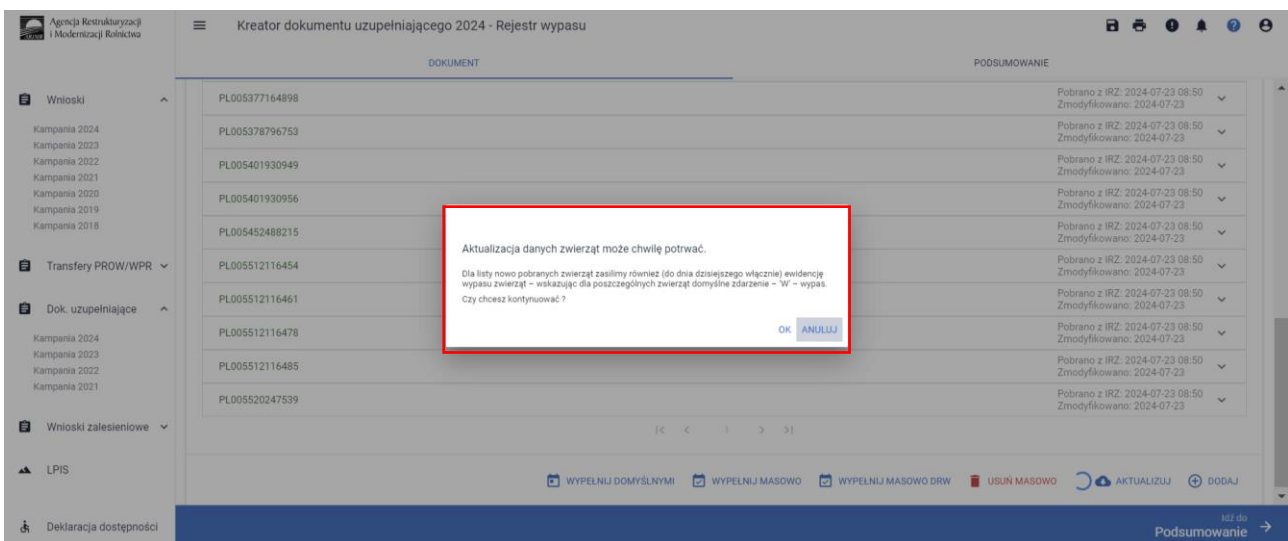 Agencja Restrukturyzacji
i Modernizacji Rolnictwa
Kreator dokumentu uzupełniającego 2024 - Rejestr wypasu
DOKUMENT
PODSUMOWANIE
Wnioski
Kampania 2024
Kampania 2023
Kampania 2022
Kampania 2021
Kampania 2020
Kampania 2019
Kampania 2018
Transfery PROW/WPR
Dok. uzupełniające
Kampania 2024
Kampania 2023
Kampania 2022
Kampania 2021
Wnioski zalesieniowe
LPIS
Deklaracja dostępności
PL005377164898
Pobrano z IRZ: 2024-07-23 08:50
Zmodyfikowano: 2024-07-23
PL005378796753
Pobrano z IRZ: 2024-07-23 08:50
Zmodyfikowano: 2024-07-23
PL005401930949
Pobrano z IRZ: 2024-07-23 08:50
Zmodyfikowano: 2024-07-23
PL005401930956
Pobrano z IRZ: 2024-07-23 08:50
Zmodyfikowano: 2024-07-23
PL005452488215
Pobrano z IRZ: 2024-07-23 08:50
Zmodyfikowano: 2024-07-23
PL005512116454
Pobrano z IRZ: 2024-07-23 08:50
Zmodyfikowano: 2024-07-23
PL005512116461
Pobrano z IRZ: 2024-07-23 08:50
Zmodyfikowano: 2024-07-23
PL005512116478
Pobrano z IRZ: 2024-07-23 08:50
Zmodyfikowano: 2024-07-23
PL005512116485
Pobrano z IRZ: 2024-07-23 08:50
Zmodyfikowano: 2024-07-23
PL005520247539
Pobrano z IRZ: 2024-07-23 08:50
Zmodyfikowano: 2024-07-23
Aktualizacja danych zwierząt może chwilę potrwać.
Dla listy nowo pobranych zwierząt zasilimy również (do dnia dzisiejszego włącznie) ewidencję
wypasu zwierząt – wskazując dla poszczególnych zwierząt domyślne zdarzenie – 'W' – wypas.
Czy chcesz kontynuować ?
OK ANULUJ
1
WYPEŁNIJ DOMYŚLNYMI WYPEŁNIJ MASOWO WYPEŁNIJ MASOWO DRW USUŃ MASOWO AKTUALIZUJ DODAJ
Idź do
Podsumowanie